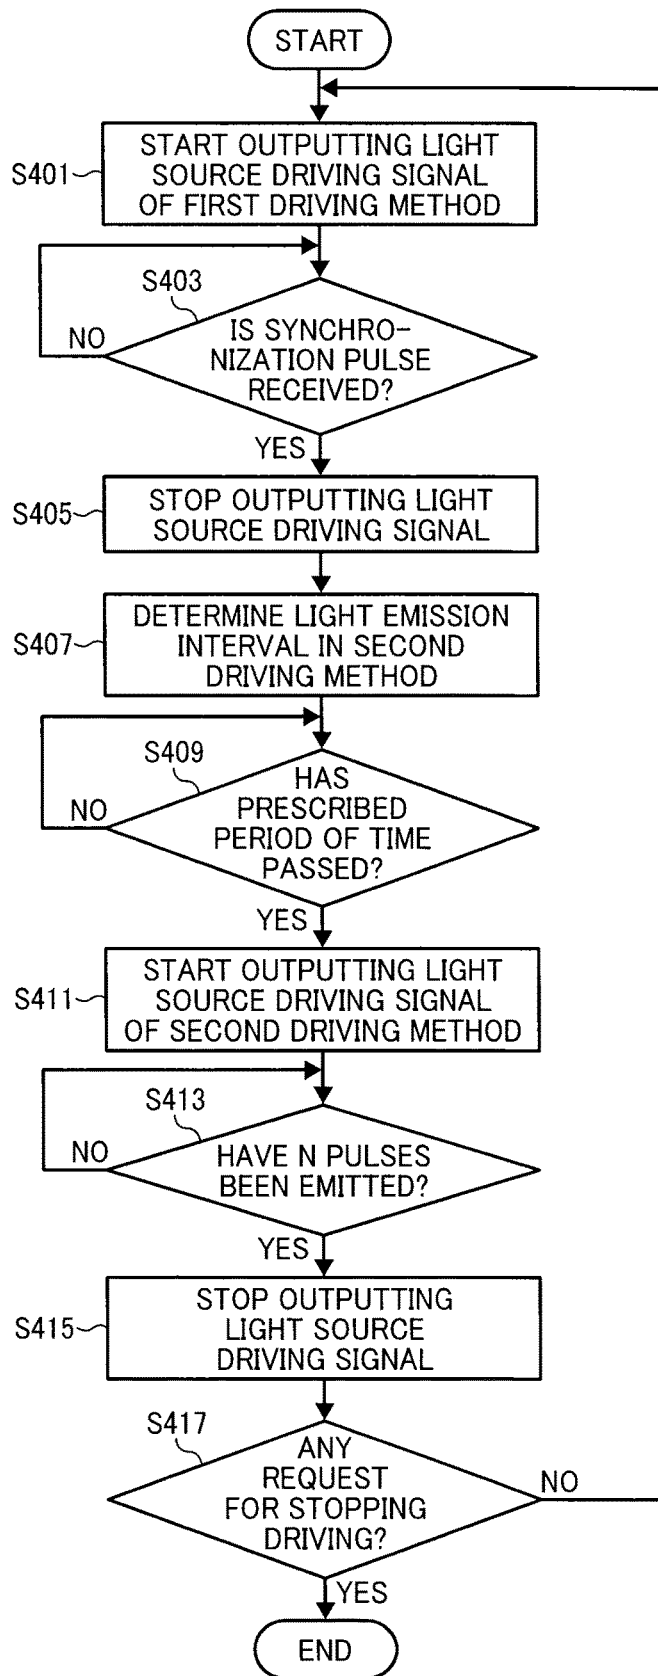 START
START OUTPUTTING LIGHT
SOURCE DRIVING SIGNAL
OF FIRST DRIVING METHOD
S401
S403
IS SYNCHRO-
NIZATION PULSE
RECEIVED?
NO
YES
STOP OUTPUTTING LIGHT
SOURCE DRIVING SIGNAL
S405
DETERMINE LIGHT EMISSION
INTERVAL IN SECOND
DRIVING METHOD
S407
S409
HAS
PRESCRIBED
PERIOD OF TIME
PASSED?
NO
YES
START OUTPUTTING LIGHT
SOURCE DRIVING SIGNAL
OF SECOND DRIVING METHOD
S411
S413
HAVE N PULSES
BEEN EMITTED?
NO
YES
STOP OUTPUTTING
LIGHT SOURCE
DRIVING SIGNAL
S415
S417
ANY
REQUEST
FOR STOPPING
DRIVING?
NO
YES
END